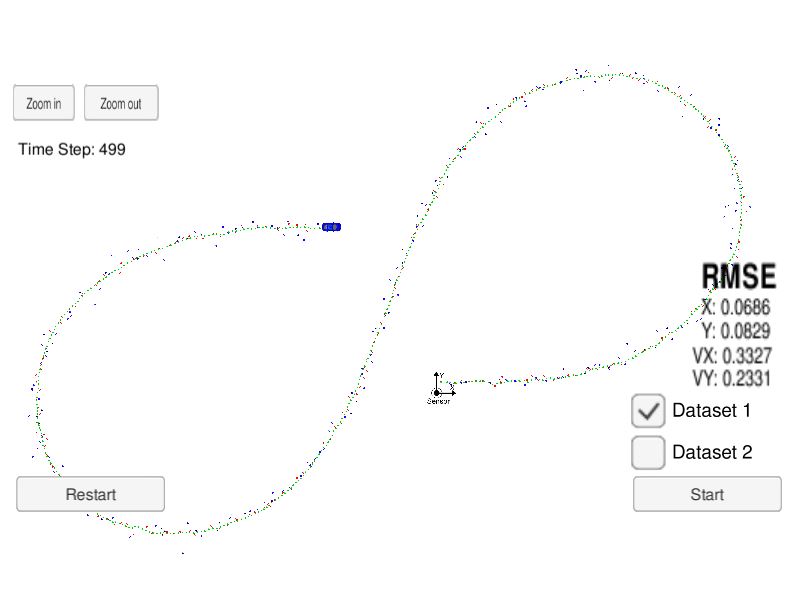 Zoom in
Zoom out
Time Step: 499
RMSE
X: 0.0686
Y: 0.0829
VX: 0.3327
VY: 0.2331
Y
Sensor
Dataset 1
Dataset 2
Restart
Start